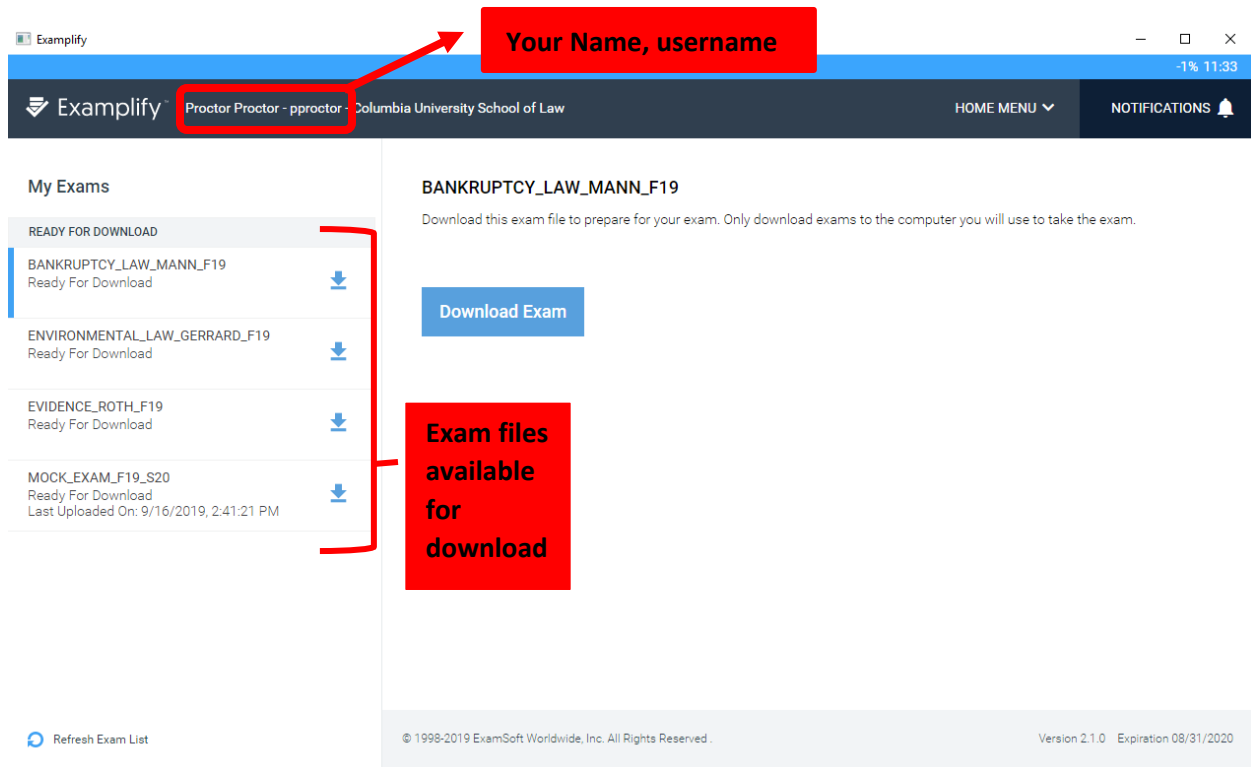 Examplify
Your Name, username
-1% 11:33
Examplify™
Proctor Proctor - pproctor - Columbia University School of Law
HOME MENU
NOTIFICATIONS
My Exams
READY FOR DOWNLOAD
BANKRUPTCY_LAW_MANN_F19
Ready For Download
ENVIRONMENTAL_LAW_GERRARD_F19
Ready For Download
EVIDENCE_ROTH_F19
Ready For Download
MOCK_EXAM_F19_S20
Ready For Download
Last Uploaded On: 9/16/2019, 2:41:21 PM
BANKRUPTCY_LAW_MANN_F19
Download this exam file to prepare for your exam. Only download exams to the computer you will use to take the exam.
Download Exam
Exam files
available
for
download
Refresh Exam List
© 1998-2019 ExamSoft Worldwide, Inc. All Rights Reserved .
Version 2.1.0 Expiration 08/31/2020